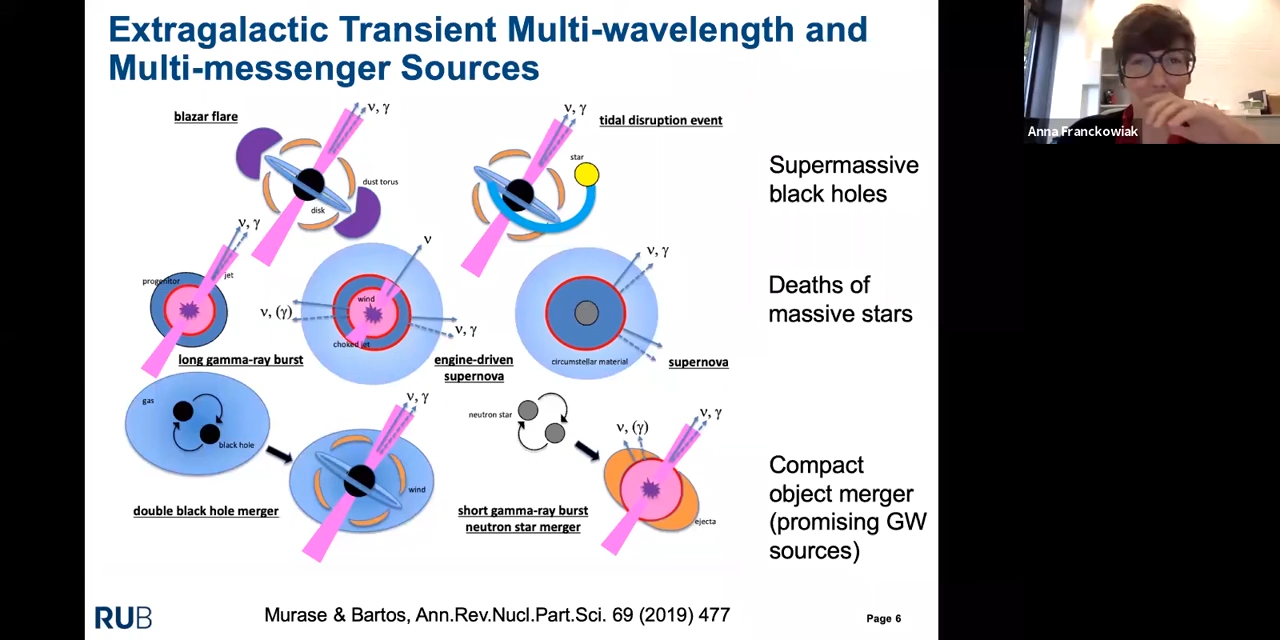 Extragalactic Transient Multi-wavelength and
Multi-messenger Sources
Anna Franckowiak
blazar flare
ν, γ
dust torus
disk
ν, γ
tidal disruption event
star
Supermassive
black holes
ν, γ
progenitor
jet
ν
wind
ν, (γ)
ν, γ
choked jet
ν, γ
circumstellar material
long gamma-ray burst
engine-driven
supernova
supernova
Deaths of
massive stars
gas
black hole
ν, γ
wind
double black hole merger
neutron star
ν, (γ)
ν, γ
ejecta
short gamma-ray burst
neutron star merger
Compact
object merger
(promising GW
sources)
RUB
Murase & Bartos, Ann.Rev.Nucl.Part.Sci. 69 (2019) 477
Page 6